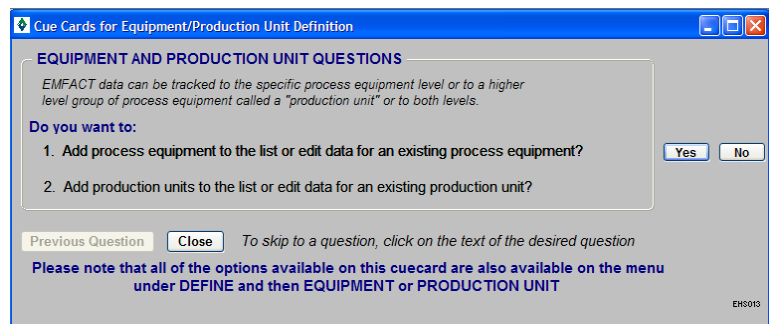 Cue Cards for Equipment/Production Unit Definition
EQUIPMENT AND PRODUCTION UNIT QUESTIONS
EMFACT data can be tracked to the specific process equipment level or to a higher
level group of process equipment called a "production unit" or to both levels.
Do you want to:
1. Add process equipment to the list or edit data for an existing process equipment?
Yes No
2. Add production units to the list or edit data for an existing production unit?
Previous Question Close To skip to a question, click on the text of the desired question
Please note that all of the options available on this cuecard are also available on the menu
under DEFINE and then EQUIPMENT or PRODUCTION UNIT
EHS013